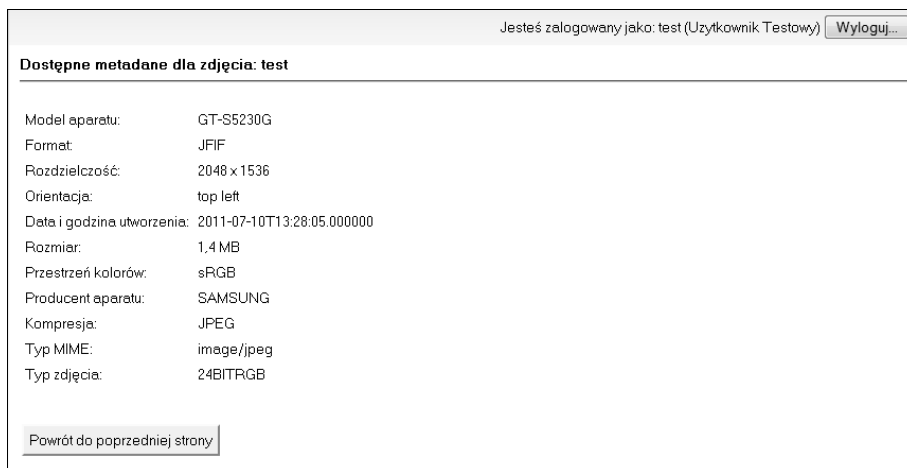 Jesteś zalogowany jako: test (Uzytkownik Testowy) Wyloguj...
Dostępne metadane dla zdjęcia: test
Model aparatu: GT-S5230G
Format: JFIF
Rozdzielczość: 2048 x 1536
Orientacja: top left
Data i godzina utworzenia: 2011-07-10T13:28:05.000000
Rozmiar: 1,4 MB
Przestrzeń kolorów: sRGB
Producent aparatu: SAMSUNG
Kompresja: JPEG
Typ MIME: image/jpeg
Typ zdjęcia: 24BITRGB
Powrót do poprzedniej strony